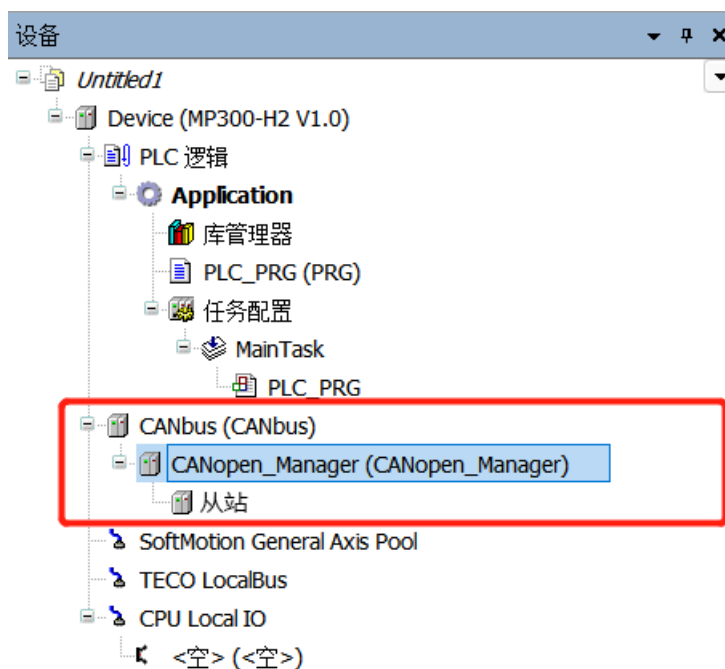 设备
Untitled1
Device (MP300-H2 V1.0)
PLC 逻辑
Application
库管理器
PLC_PRG (PRG)
任务配置
MainTask
PLC_PRG
CANbus (CANbus)
CANopen_Manager (CANopen_Manager)
从站
SoftMotion General Axis Pool
TECO LocalBus
CPU Local IO
<空> (<空>)